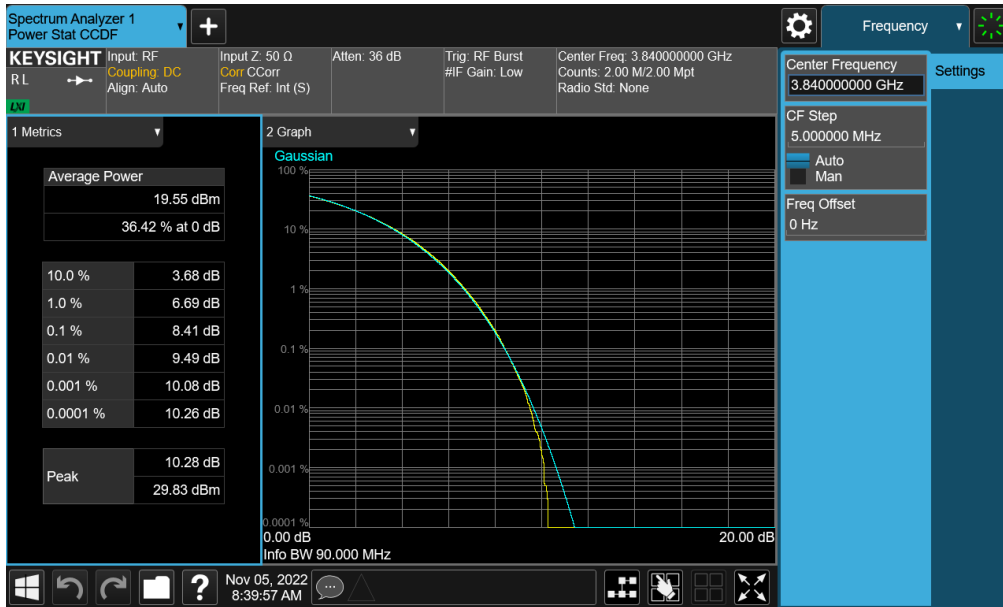 Spectrum Analyzer 1
Power Stat CCDF
Frequency
KEYSIGHT
RL
LXI
Input: RF
Coupling: DC
Align: Auto
Input Z: 50 Ω
Corr CCorr
Freq Ref: Int (S)
Atten: 36 dB
Trig: RF Burst
#IF Gain: Low
Center Freq: 3.840000000 GHz
Counts: 2.00 M/2.00 Mpt
Radio Std: None
Center Frequency
3.840000000 GHz
Settings
CF Step
5.000000 MHz
Auto
Man
Freq Offset
0 Hz
1 Metrics
Average Power
19.55 dBm
36.42 % at 0 dB
10.0 % 3.68 dB
1.0 % 6.69 dB
0.1 % 8.41 dB
0.01 % 9.49 dB
0.001 % 10.08 dB
0.0001 % 10.26 dB
Peak 10.28 dB
29.83 dBm
2 Graph
Gaussian
100 %
10 %
1 %
0.1 %
0.01 %
0.001 %
0.0001 %
0.00 dB 20.00 dB
Info BW 90.000 MHz
?
Nov 05, 2022
8:39:57 AM